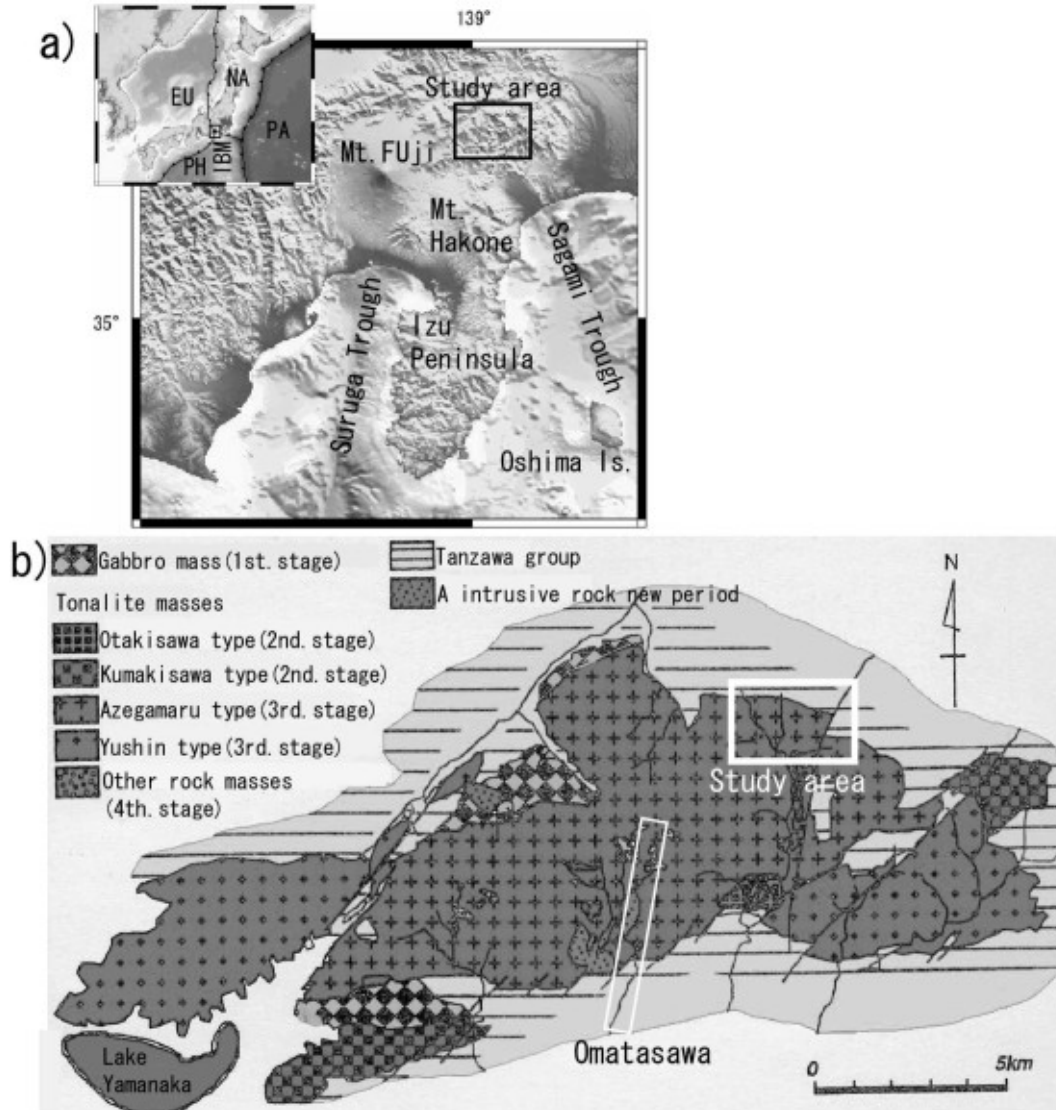 a)
139°
EU
NA
PA
PH
IBM
Study area
Mt.FUji
Mt.
Hakone
Sagami Trough
35°
Suruga Trough
Izu
Peninsula
Oshima Is.
b)
Gabbro mass(1st. stage)
Tonalite masses
Otakisawa type(2nd. stage)
Kumakisawa type(2nd. stage)
Azegamaru type(3rd. stage)
Yushin type(3rd. stage)
Other rock masses
(4th. stage)
Tanzawa group
A intrusive rock new period
N
Study area
Omatasawa
Lake
Yamanaka
0
5km